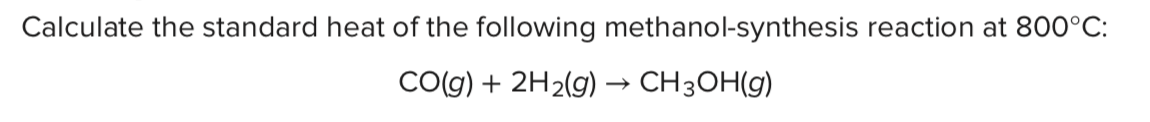 Calculate the standard heat of the following methanol-synthesis reaction at 800°C:
CO(g) + 2H₂(g) → CH₃OH(g)